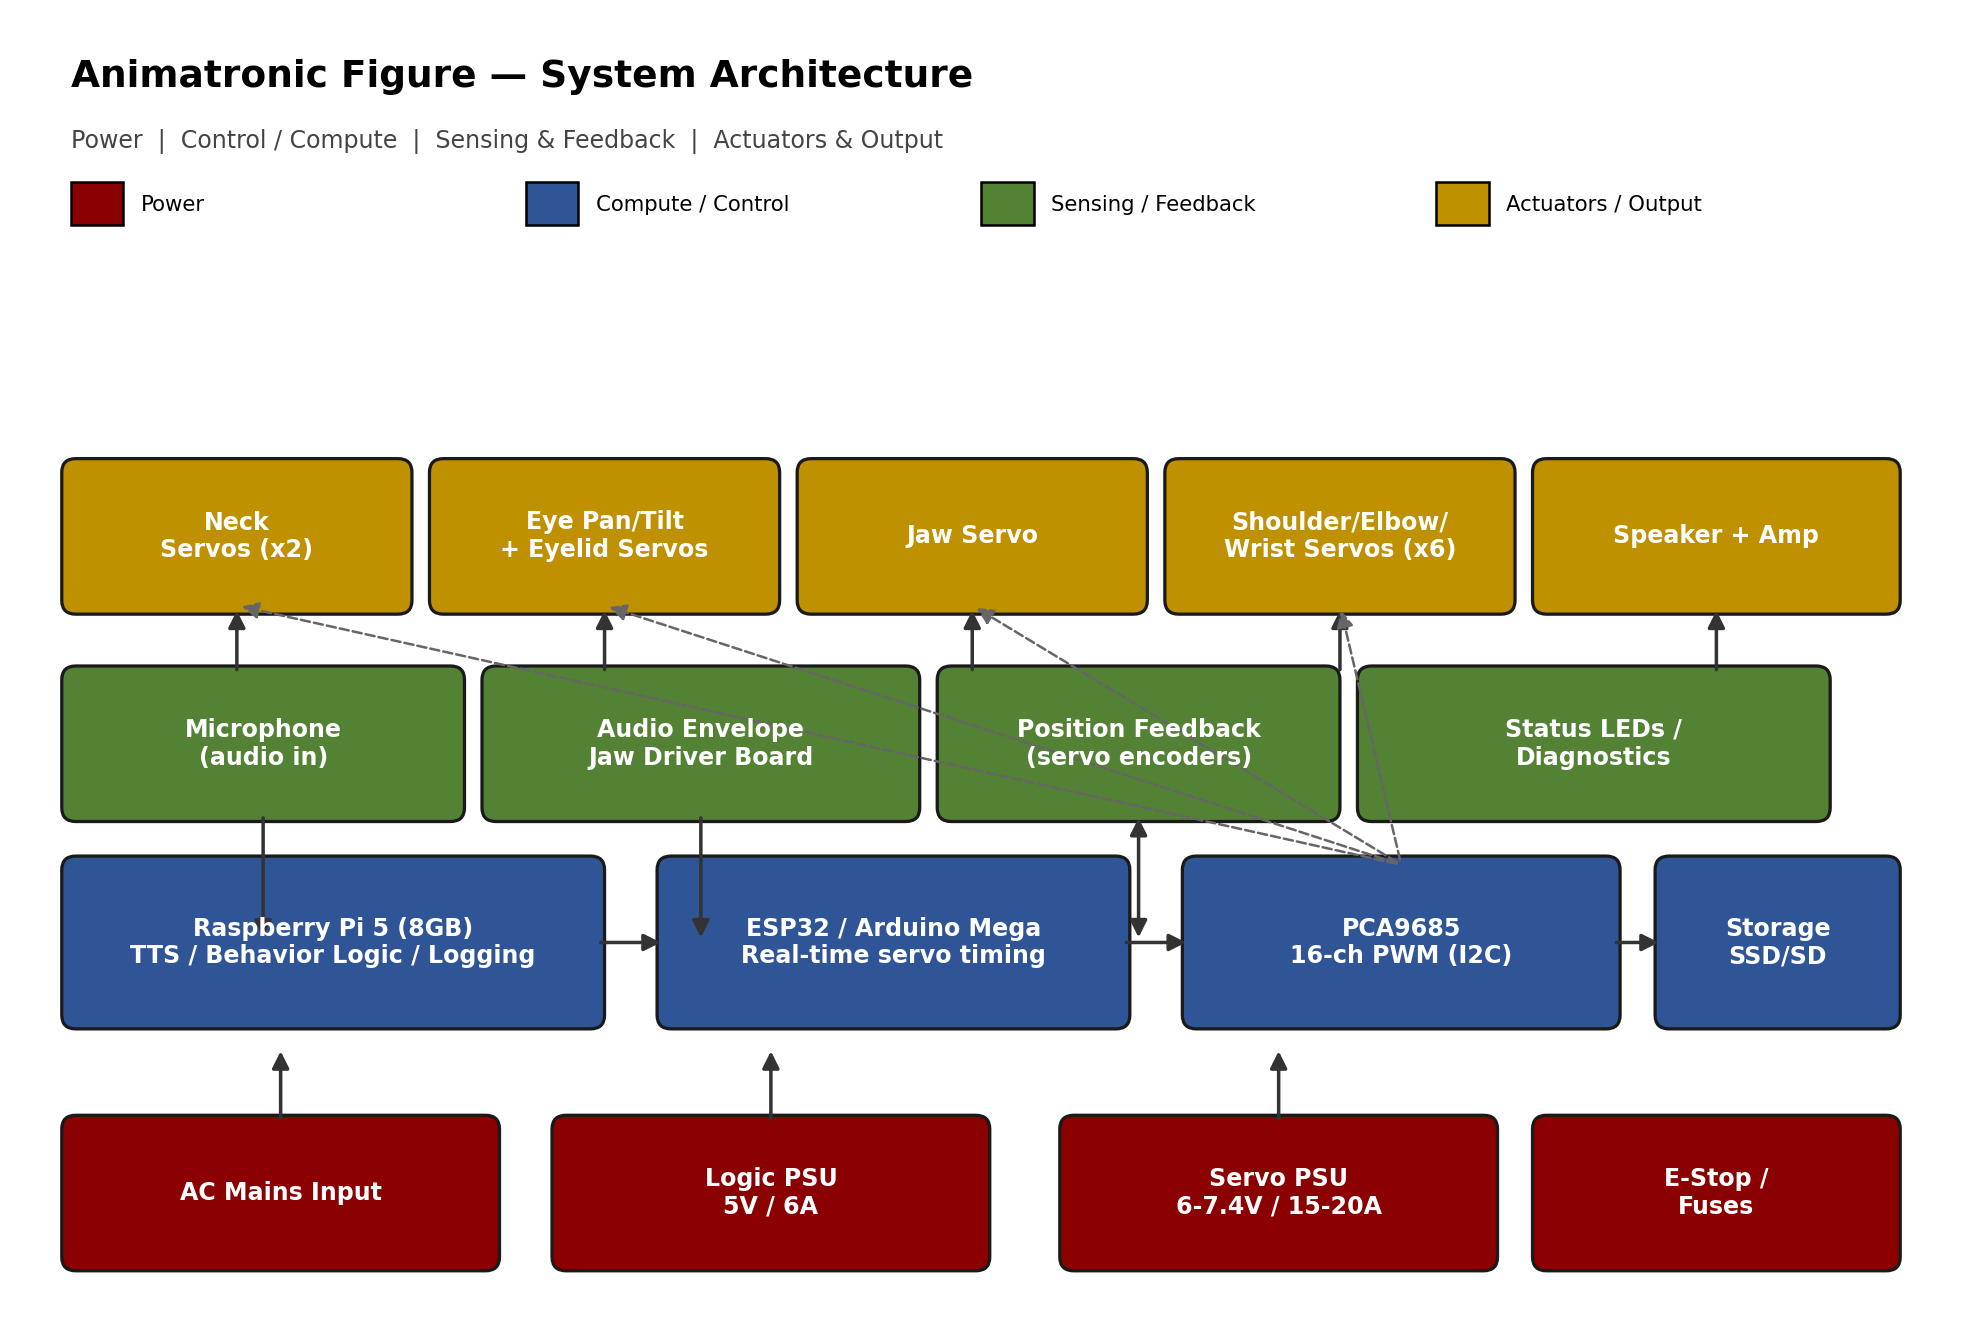 Animatronic Figure — System Architecture
Power | Control / Compute | Sensing & Feedback | Actuators & Output
Power
Compute / Control
Sensing / Feedback
Actuators / Output
Neck
Servos (x2)
Eye Pan/Tilt
+ Eyelid Servos
Jaw Servo
Shoulder/Elbow/
Wrist Servos (x6)
Speaker + Amp
Microphone
(audio in)
Audio Envelope
Jaw Driver Board
Position Feedback
(servo encoders)
Status LEDs /
Diagnostics
Raspberry Pi 5 (8GB)
TTS / Behavior Logic / Logging
ESP32 / Arduino Mega
Real-time servo timing
PCA9685
16-ch PWM (I2C)
Storage
SSD/SD
AC Mains Input
Logic PSU
5V / 6A
Servo PSU
6-7.4V / 15-20A
E-Stop /
Fuses